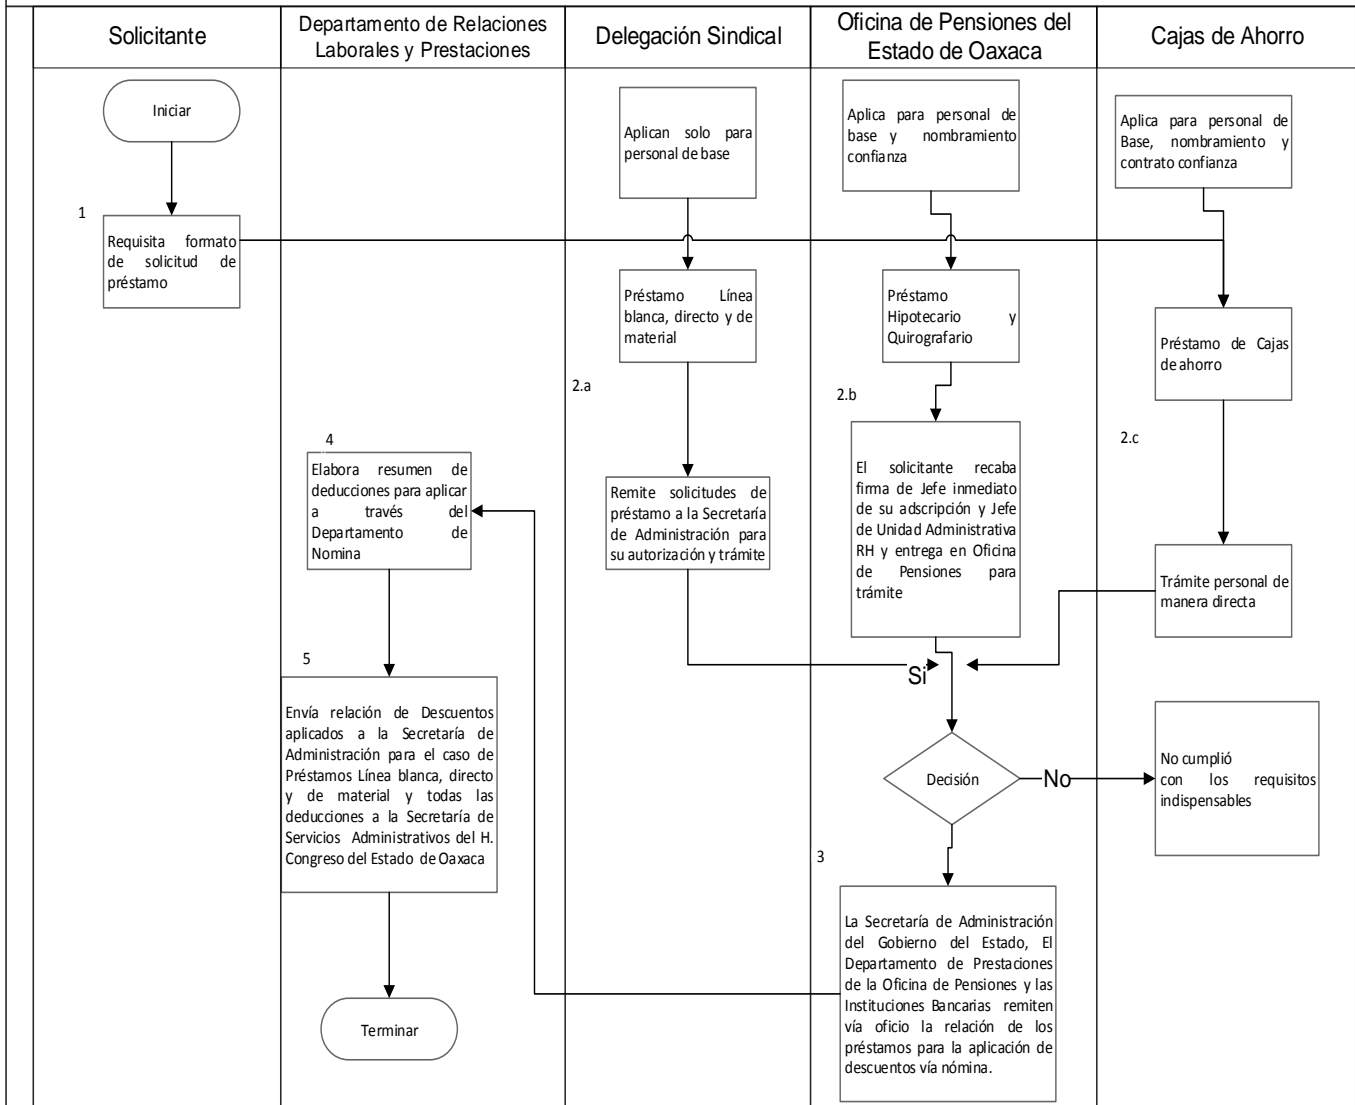 Solicitante
Departamento de Relaciones
Laborales y Prestaciones
Delegación Sindical
Oficina de Pensiones del
Estado de Oaxaca
Cajas de Ahorro
Iniciar
1
Requisita formato
de solicitud de
préstamo
4
Elabora resumen de
deducciones para aplicar
a través del
Departamento de
Nomina
5
Envía relación de Descuentos
aplicados a la Secretaría de
Administración para el caso de
Préstamos Línea blanca, directo
y de material y todas las
deducciones a la Secretaría de
Servicios Administrativos del H.
Congreso del Estado de Oaxaca
Terminar
Aplican solo para
personal de base
Préstamo Línea
blanca, directo y de
material
2.a
Remite solicitudes de
préstamo a la Secretaría
de Administración para
su autorización y trámite
Aplica para personal de
base y nombramiento
confianza
Préstamo
Hipotecario y
Quirografario
2.b
El solicitante recaba
firma de Jefe inmediato
de su adscripción y Jefe
de Unidad Administrativa
RH y entrega en Oficina
de Pensiones para
trámite
Si
Decisión
No
3
La Secretaría de Administración
del Gobierno del Estado, El
Departamento de Prestaciones
de la Oficina de Pensiones y las
Instituciones Bancarias remiten
vía oficio la relación de los
préstamos para la aplicación de
descuentos vía nómina.
Aplica para personal de
Base, nombramiento y
contrato confianza
Préstamo de Cajas
de ahorro
2.c
Trámite personal de
manera directa
No cumplió
con los requisitos
indispensables